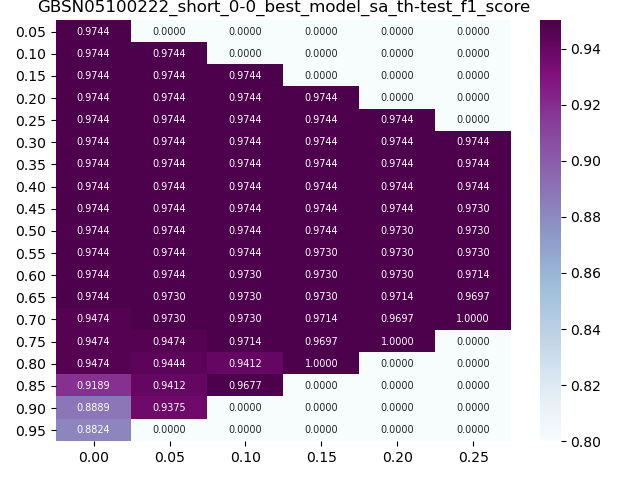 GBSN05100222_short_0-0_best_model_sa_th-test_f1_score
0.05 0.9744 0.0000 0.0000 0.0000 0.0000 0.0000
0.10 0.9744 0.9744 0.0000 0.0000 0.0000 0.0000
0.15 0.9744 0.9744 0.9744 0.0000 0.0000 0.0000
0.20 0.9744 0.9744 0.9744 0.9744 0.0000 0.0000
0.25 0.9744 0.9744 0.9744 0.9744 0.9744 0.0000
0.30 0.9744 0.9744 0.9744 0.9744 0.9744 0.9744
0.35 0.9744 0.9744 0.9744 0.9744 0.9744 0.9744
0.40 0.9744 0.9744 0.9744 0.9744 0.9744 0.9744
0.45 0.9744 0.9744 0.9744 0.9744 0.9744 0.9730
0.50 0.9744 0.9744 0.9744 0.9744 0.9730 0.9730
0.55 0.9744 0.9744 0.9744 0.9730 0.9730 0.9730
0.60 0.9744 0.9744 0.9730 0.9730 0.9730 0.9714
0.65 0.9744 0.9730 0.9730 0.9730 0.9714 0.9697
0.70 0.9474 0.9730 0.9730 0.9714 0.9697 1.0000
0.75 0.9474 0.9474 0.9714 0.9697 1.0000 0.0000
0.80 0.9474 0.9444 0.9412 1.0000 0.0000 0.0000
0.85 0.9189 0.9412 0.9677 0.0000 0.0000 0.0000
0.90 0.8889 0.9375 0.0000 0.0000 0.0000 0.0000
0.95 0.8824 0.0000 0.0000 0.0000 0.0000 0.0000
0.00 0.05 0.10 0.15 0.20 0.25
0.94
0.92
0.90
0.88
0.86
0.84
0.82
0.80